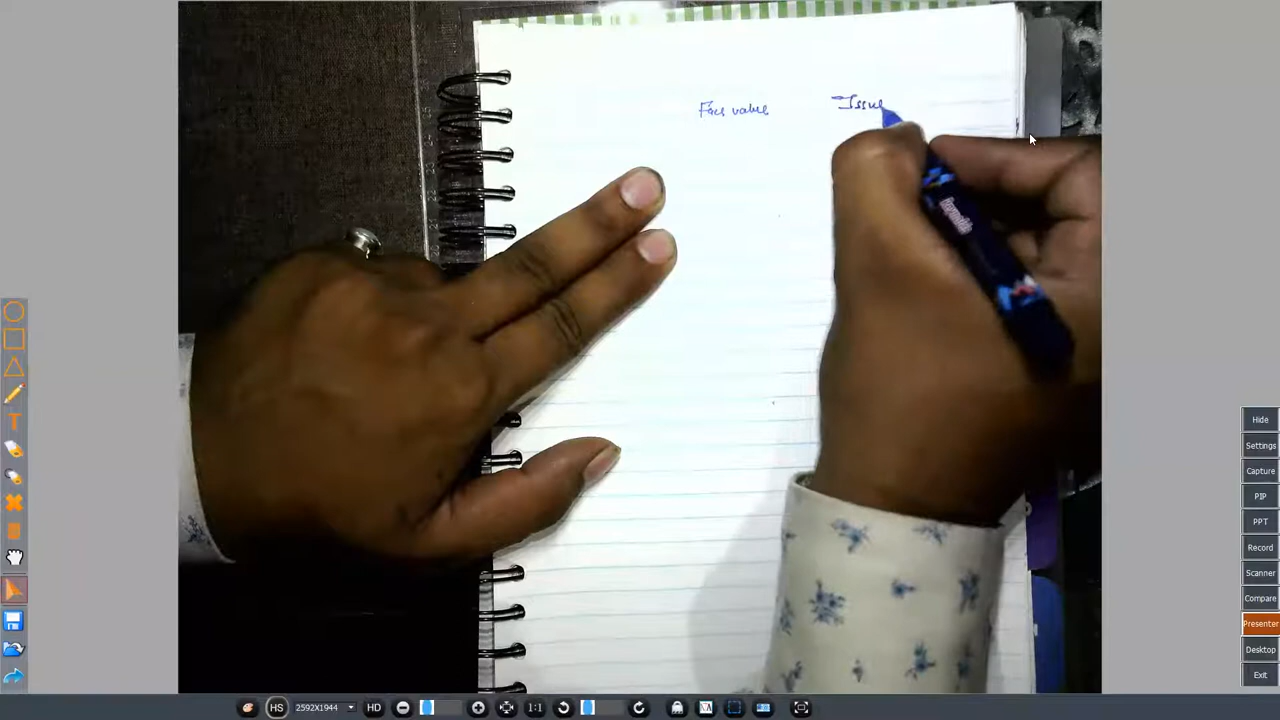 Face value Issue
Hide
Settings
Capture
PIP
PPT
Record
Scanner
Compare
Presenter
Desktop
Exit
T
HS 2592X1944 HD 1:1